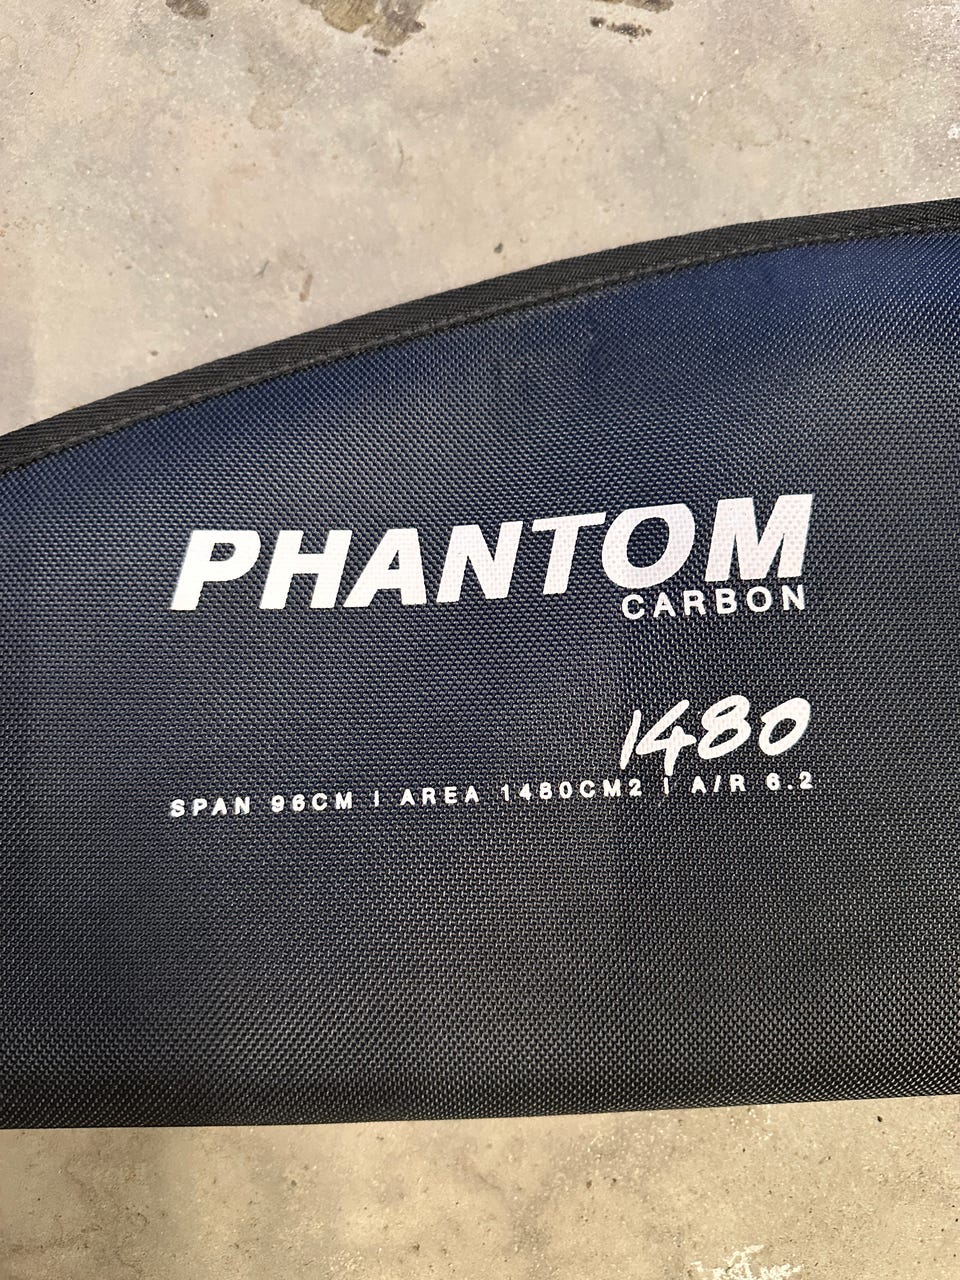 PHANTOM
CARBON
1480
SPAN 96CM | AREA 1480CM2 | A/R 6.2